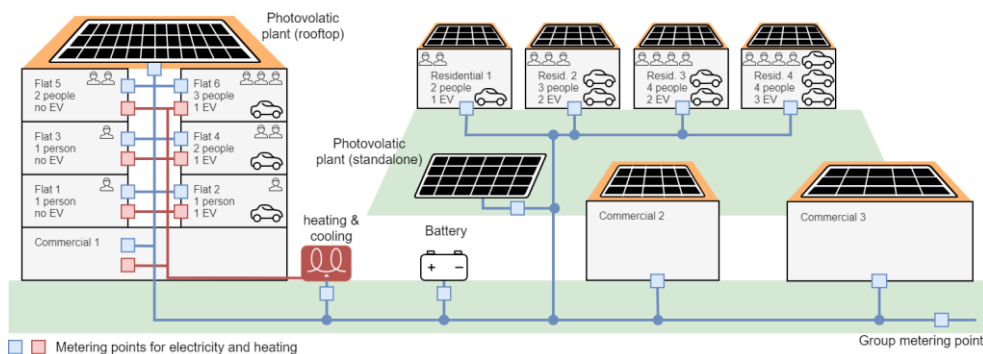 Photovolatic
plant (rooftop)
Flat 5
2 people
no EV
Flat 6
3 people
1 EV
Flat 3
1 person
no EV
Flat 4
2 people
1 EV
Flat 1
1 person
no EV
Flat 2
1 person
1 EV
Commercial 1
heating &
cooling
Battery
+ −
Photovolatic
plant (standalone)
Residential 1
2 people
1 EV
Resid. 2
3 people
2 EV
Resid. 3
4 people
2 EV
Resid. 4
4 people
3 EV
Commercial 2
Commercial 3
Group metering point
Metering points for electricity and heating